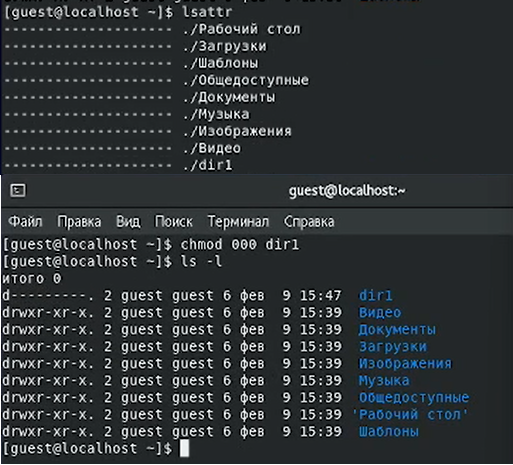 [guest@localhost ~]$ lsattr
-------------------- ./Рабочий стол
-------------------- ./Загрузки
-------------------- ./Шаблоны
-------------------- ./Общедоступные
-------------------- ./Документы
-------------------- ./Музыка
-------------------- ./Изображения
-------------------- ./Видео
-------------------- ./dir1
guest@localhost:~
Файл Правка Вид Поиск Терминал Справка
[guest@localhost ~]$ chmod 000 dir1
[guest@localhost ~]$ ls -l
итого 0
d---------. 2 guest guest 6 фев  9 15:47  dir1
drwxr-xr-x. 2 guest guest 6 фев  9 15:39  Видео
drwxr-xr-x. 2 guest guest 6 фев  9 15:39  Документы
drwxr-xr-x. 2 guest guest 6 фев  9 15:39  Загрузки
drwxr-xr-x. 2 guest guest 6 фев  9 15:39  Изображения
drwxr-xr-x. 2 guest guest 6 фев  9 15:39  Музыка
drwxr-xr-x. 2 guest guest 6 фев  9 15:39  Общедоступные
drwxr-xr-x. 2 guest guest 6 фев  9 15:39 'Рабочий стол'
drwxr-xr-x. 2 guest guest 6 фев  9 15:39  Шаблоны
[guest@localhost ~]$